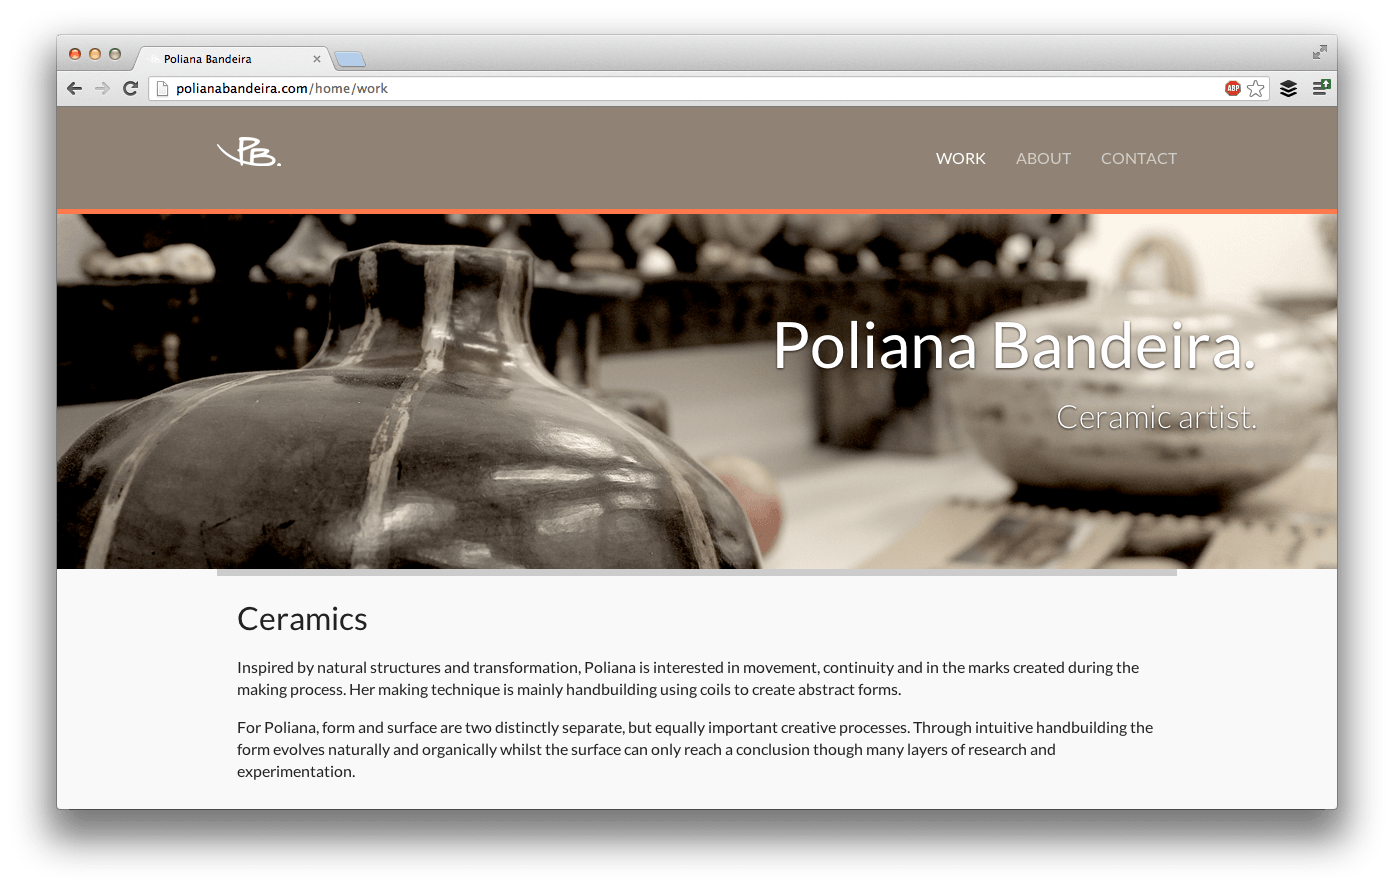 Poliana Bandeira
polianabandeira.com/home/work
ABP
PB.
WORK ABOUT CONTACT
Poliana Bandeira.
Ceramic artist.
Ceramics
Inspired by natural structures and transformation, Poliana is interested in movement, continuity and in the marks created during the
making process. Her making technique is mainly handbuilding using coils to create abstract forms.
For Poliana, form and surface are two distinctly separate, but equally important creative processes. Through intuitive handbuilding the
form evolves naturally and organically whilst the surface can only reach a conclusion though many layers of research and
experimentation.